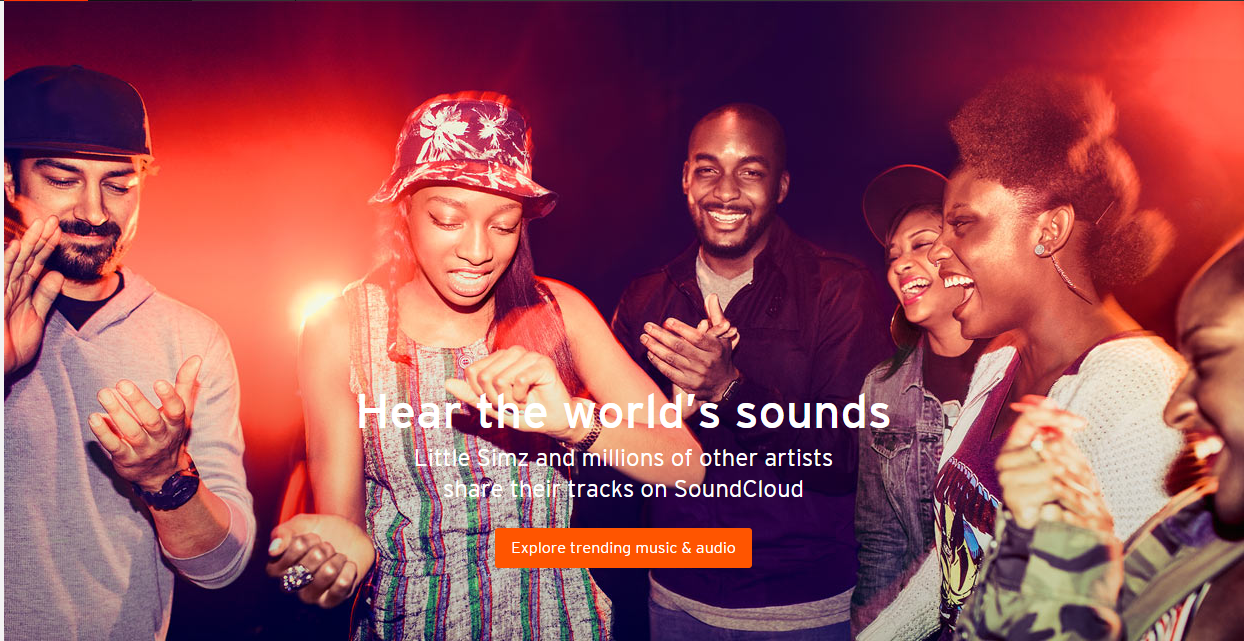 Hear the world's sounds
Little Simz and millions of other artists
share their tracks on SoundCloud
Explore trending music & audio